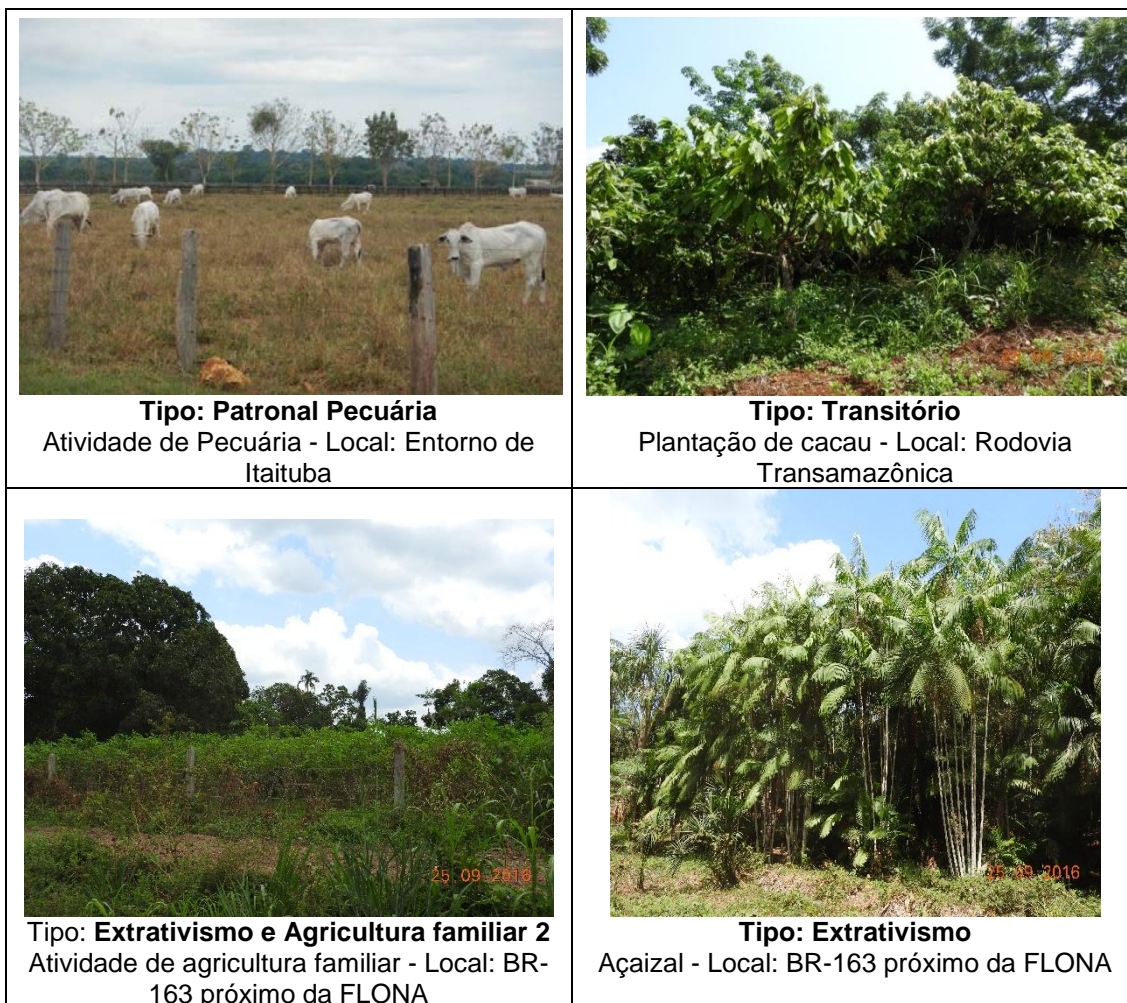 Tipo: Patronal Pecuária
Atividade de Pecuária - Local: Entorno de
Itaituba
2016
Tipo: Transitório
Plantação de cacau - Local: Rodovia
Transamazônica
25 09 2016
Tipo: Extrativismo e Agricultura familiar 2
Atividade de agricultura familiar - Local: BR-
163 próximo da FLONA
25 09 2016
Tipo: Extrativismo
Açaizal - Local: BR-163 próximo da FLONA